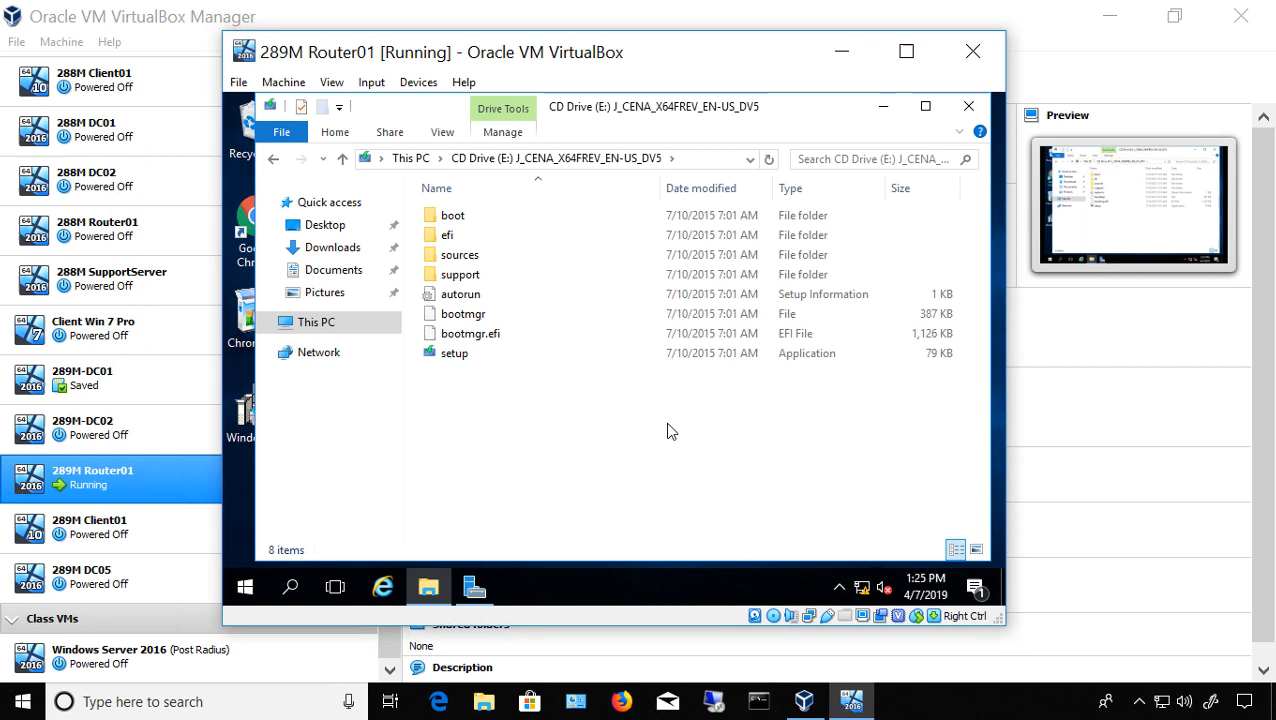 Oracle VM VirtualBox Manager
File Machine Help
288M Client01
Powered Off
288M DC01
Powered Off
288M DC02
Powered Off
288M Router01
Powered Off
288M SupportServer
Powered Off
Client Win 7 Pro
Powered Off
289M-DC01
Saved
289M-DC02
Powered Off
289M Router01
Running
289M Client01
Powered Off
289M DC05
Powered Off
Class VMs
Windows Server 2016 (Post Radius)
Powered Off
289M Router01 [Running] - Oracle VM VirtualBox
File Machine View Input Devices Help
Recyc
Goo
Chr
Chron
Windo
Drive Tools CD Drive (E:) J_CENA_X64FREV_EN-US_DV5
File Home Share View Manage
This PC CD Drive (E:) J_CENA_X64FREV_EN-US_DV5 Search CD Drive (E:) J_CENA_...
Quick access
Desktop
Downloads
Documents
Pictures
This PC
Network
Name Date modified Type Size
boot 7/10/2015 7:01 AM File folder
efi 7/10/2015 7:01 AM File folder
sources 7/10/2015 7:01 AM File folder
support 7/10/2015 7:01 AM File folder
autorun 7/10/2015 7:01 AM Setup Information 1 KB
bootmgr 7/10/2015 7:01 AM File 387 KB
bootmgr.efi 7/10/2015 7:01 AM EFI File 1,126 KB
setup 7/10/2015 7:01 AM Application 79 KB
8 items
1:25 PM
4/7/2019
1
Right Ctrl
Preview
Shared folders
None
Description
Type here to search